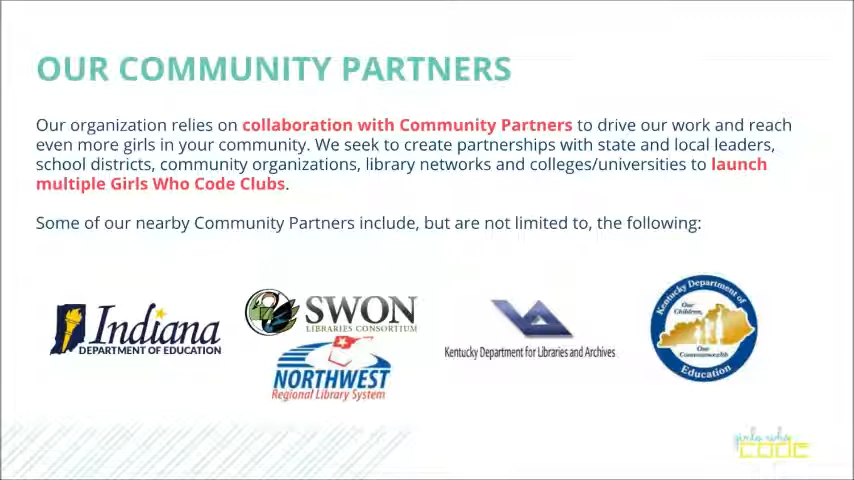 OUR COMMUNITY PARTNERS
Our organization relies on collaboration with Community Partners to drive our work and reach
even more girls in your community. We seek to create partnerships with state and local leaders,
school districts, community organizations, library networks and colleges/universities to launch
multiple Girls Who Code Clubs.
Some of our nearby Community Partners include, but are not limited to, the following:
Indiana
DEPARTMENT OF EDUCATION
SWON
LIBRARIES CONSORTIUM
NORTHWEST
Regional Library System
Kentucky Department for Libraries and Archives
Kentucky Department of
Our
Children,
Our
Commonwealth
Education
girls who
CODE